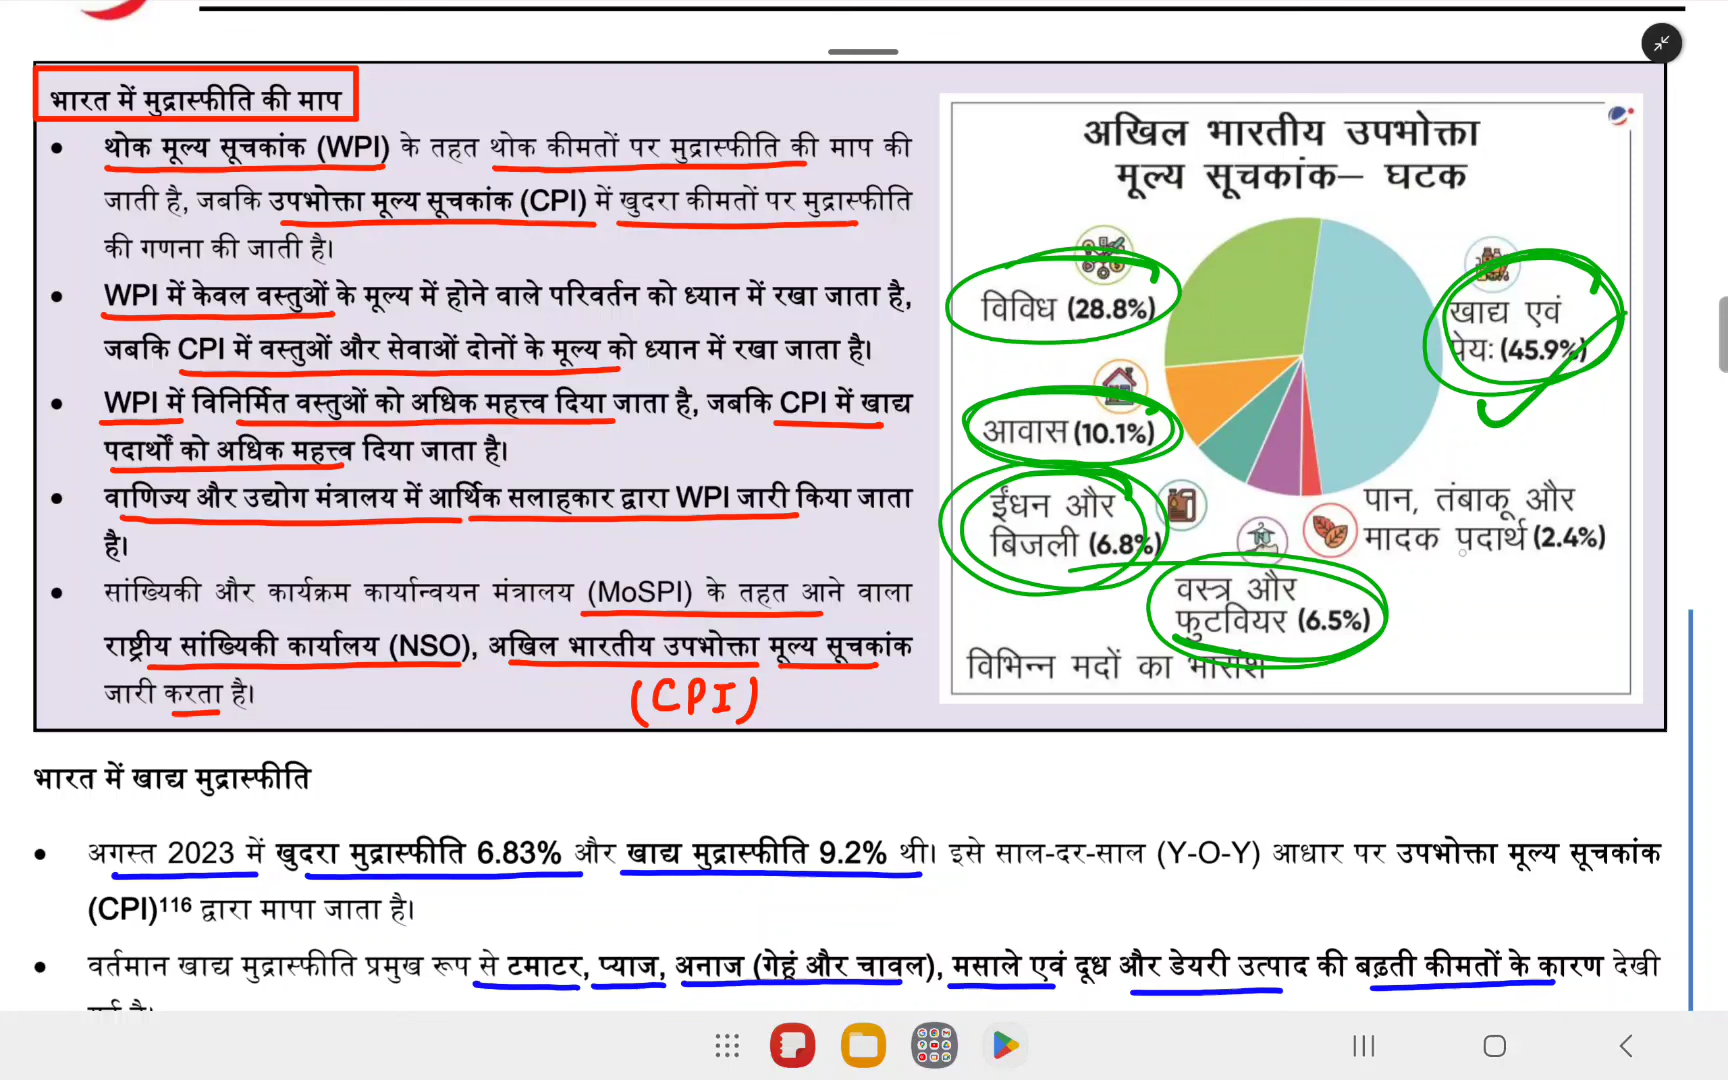 भारत में मुद्रास्फीति की माप
• थोक मूल्य सूचकांक (WPI) के तहत थोक कीमतों पर मुद्रास्फीति की माप की
जाती है, जबकि उपभोक्ता मूल्य सूचकांक (CPI) में खुदरा कीमतों पर मुद्रास्फीति
की गणना की जाती है।
• WPI में केवल वस्तुओं के मूल्य में होने वाले परिवर्तन को ध्यान में रखा जाता है,
जबकि CPI में वस्तुओं और सेवाओं दोनों के मूल्य को ध्यान में रखा जाता है।
• WPI में विनिर्मित वस्तुओं को अधिक महत्त्व दिया जाता है, जबकि CPI में खाद्य
पदार्थों को अधिक महत्त्व दिया जाता है।
• वाणिज्य और उद्योग मंत्रालय में आर्थिक सलाहकार द्वारा WPI जारी किया जाता
है।
• सांख्यिकी और कार्यक्रम कार्यान्वयन मंत्रालय (MoSPI) के तहत आने वाला
राष्ट्रीय सांख्यिकी कार्यालय (NSO), अखिल भारतीय उपभोक्ता मूल्य सूचकांक
जारी करता है।
(CPI)
अखिल भारतीय उपभोक्ता
मूल्य सूचकांक– घटक
विविध (28.8%)
खाद्य एवं
पेय: (45.9%)
आवास (10.1%)
ईंधन और
बिजली (6.8%)
पान, तंबाकू और
मादक पदार्थ (2.4%)
वस्त्र और
फुटवियर (6.5%)
विभिन्न मदों का भारांश
भारत में खाद्य मुद्रास्फीति
• अगस्त 2023 में खुदरा मुद्रास्फीति 6.83% और खाद्य मुद्रास्फीति 9.2% थी। इसे साल-दर-साल (Y-O-Y) आधार पर उपभोक्ता मूल्य सूचकांक
(CPI)¹¹⁶ द्वारा मापा जाता है।
• वर्तमान खाद्य मुद्रास्फीति प्रमुख रूप से टमाटर, प्याज, अनाज (गेहूं और चावल), मसाले एवं दूध और डेयरी उत्पाद की बढ़ती कीमतों के कारण देखी